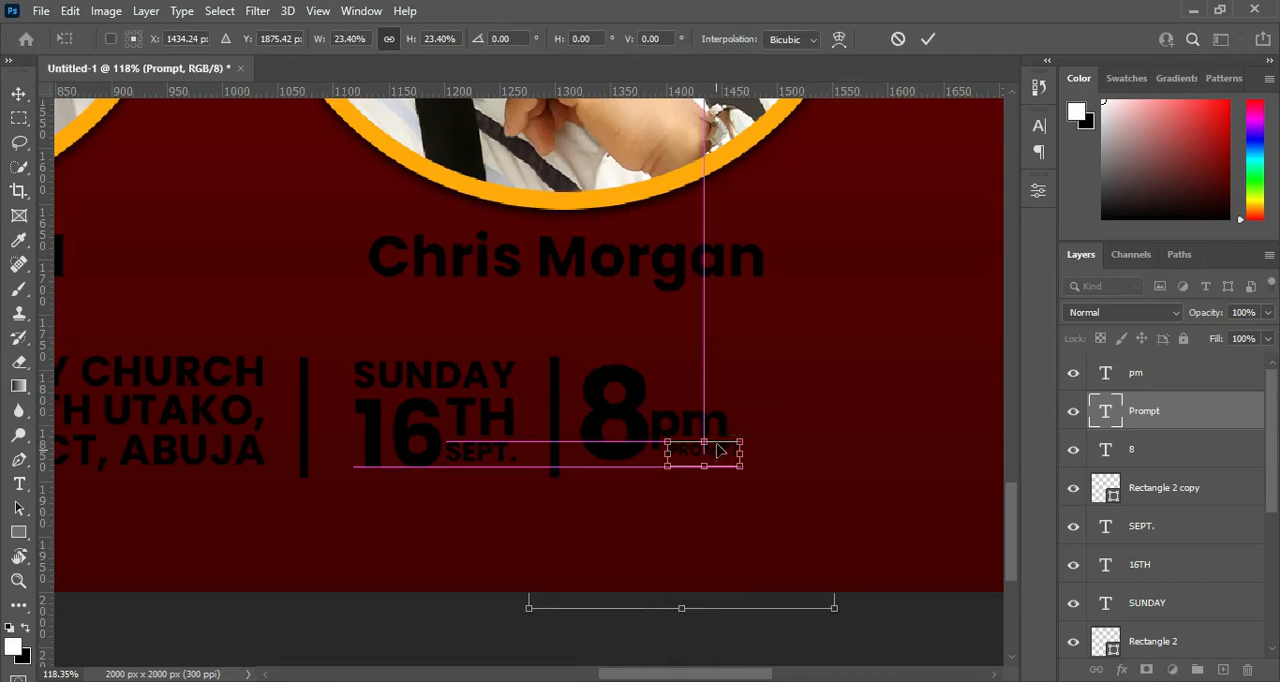 Ps File Edit Image Layer Type Select Filter 3D View Window Help
X: 1434.24 p: Y: 1875.42 p: W: 23.40% H: 23.40% 0.00 ° H: 0.00 ° V: 0.00 ° Interpolation: Bicubic
Untitled-1 @ 118% (Prompt, RGB/8) * ×
850 900 950 1000 1050 1100 1150 1200 1250 1300 1350 1400 1450 1500 1550 1600 1650
Color Swatches Gradients Patterns
Chris Morgan
Y CHURCH
TH UTAKO,
CT, ABUJA
SUNDAY
16TH
SEPT.
8pm
Layers Channels Paths
Kind
Normal Opacity: 100%
Lock: Fill: 100%
pm
Prompt
8
Rectangle 2 copy
SEPT.
16TH
SUNDAY
Rectangle 2
118.35% 2000 px x 2000 px (300 ppi)